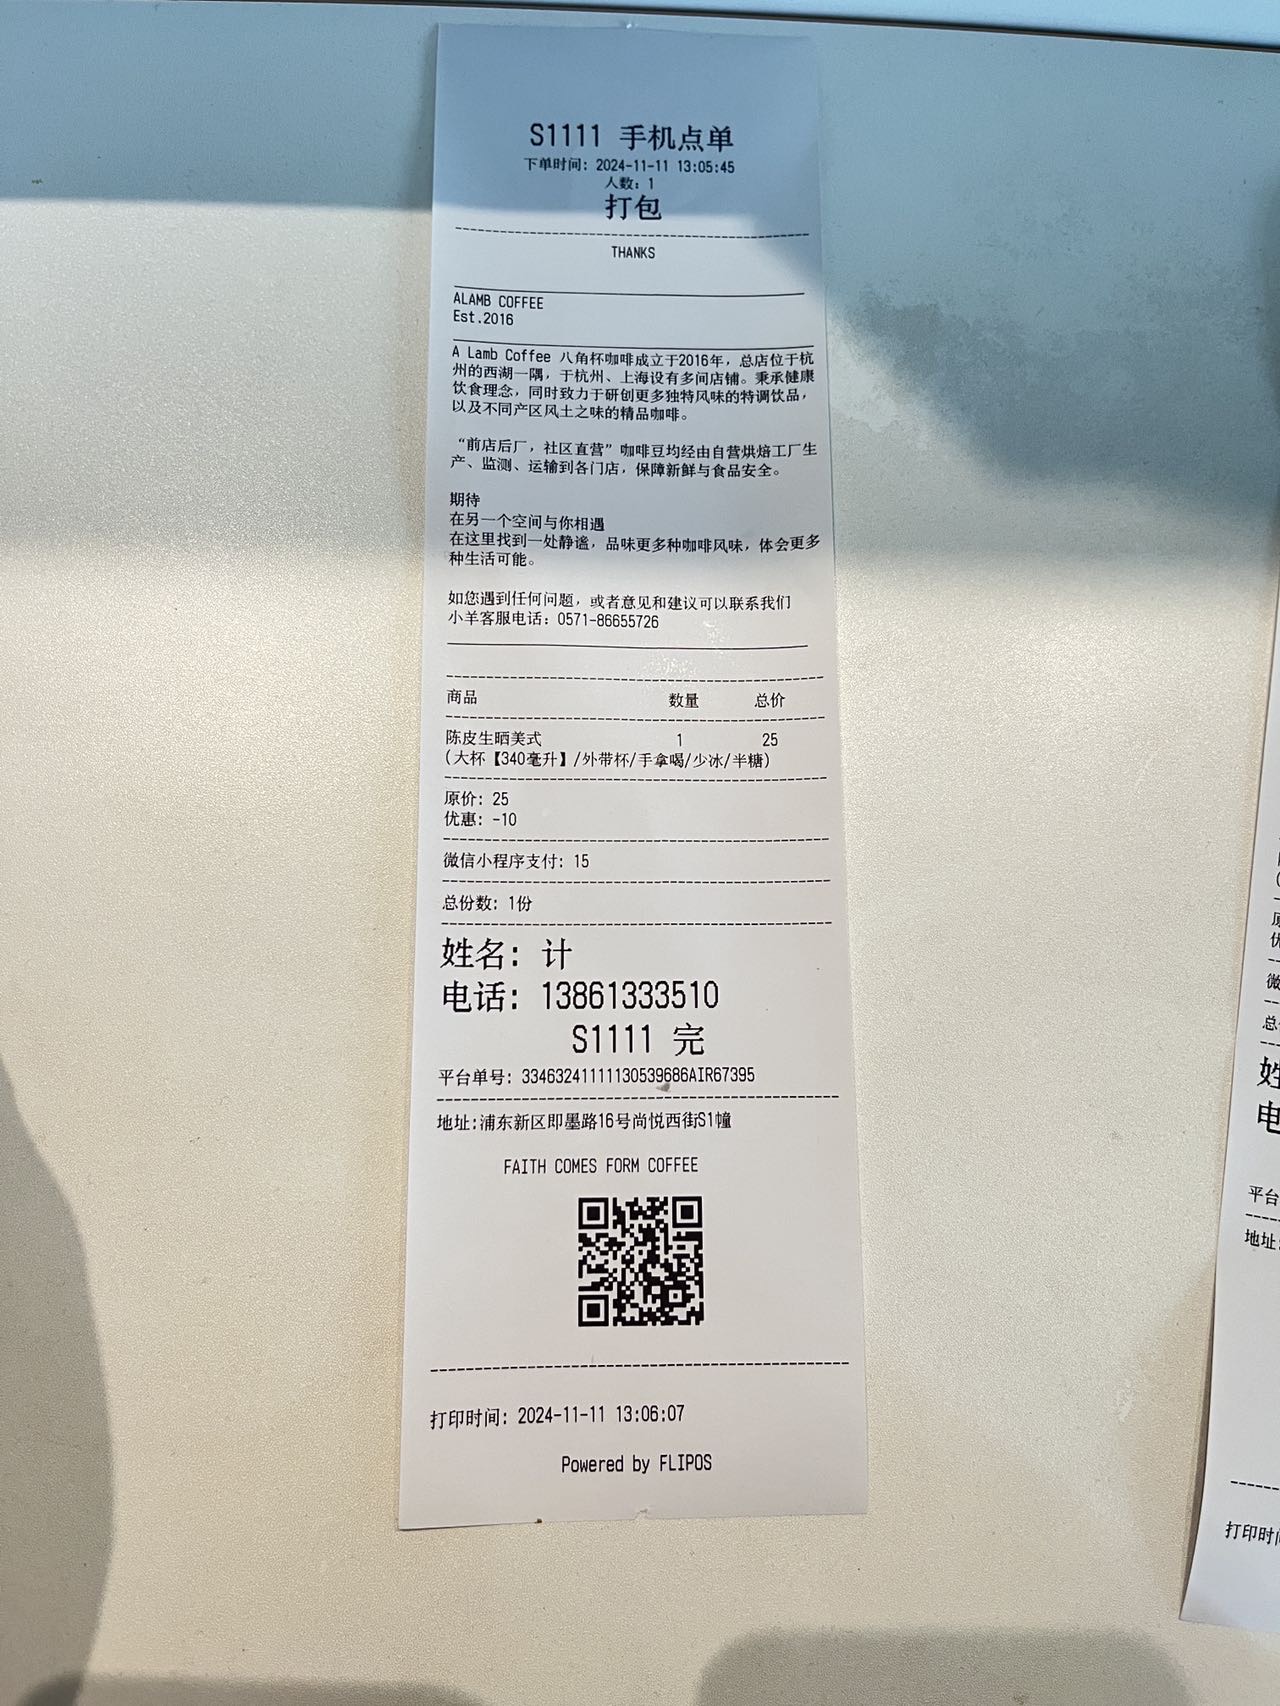 S1111 手机点单
下单时间: 2024-11-11 13:05:45
人数: 1
打包
THANKS
ALAMB COFFEE
Est.2016
A Lamb Coffee 八角杯咖啡成立于2016年，总店位于杭
州的西湖一隅，于杭州、上海设有多间店铺。秉承健康
饮食理念，同时致力于研创更多独特风味的特调饮品，
以及不同产区风土之味的精品咖啡。
“前店后厂，社区直营”咖啡豆均经由自营烘焙工厂生
产、监测、运输到各门店，保障新鲜与食品安全。
期待
在另一个空间与你相遇
在这里找到一处静谧，品味更多种咖啡风味，体会更多
种生活可能。
如您遇到任何问题，或者意见和建议可以联系我们
小羊客服电话: 0571-86655726
商品 数量 总价
陈皮生晒美式 1 25
(大杯【340毫升】/外带杯/手拿喝/少冰/半糖)
原价: 25
优惠: -10
微信小程序支付: 15
总份数: 1份
姓名: 计
电话: 13861333510
S1111 完
平台单号: 33463241111130539686AIR67395
地址:浦东新区即墨路16号尚悦西街S1幢
FAITH COMES FORM COFFEE
打印时间: 2024-11-11 13:06:07
Powered by FLIPOS
原
优
微
总
姓
电
平台
地址:
打印时间